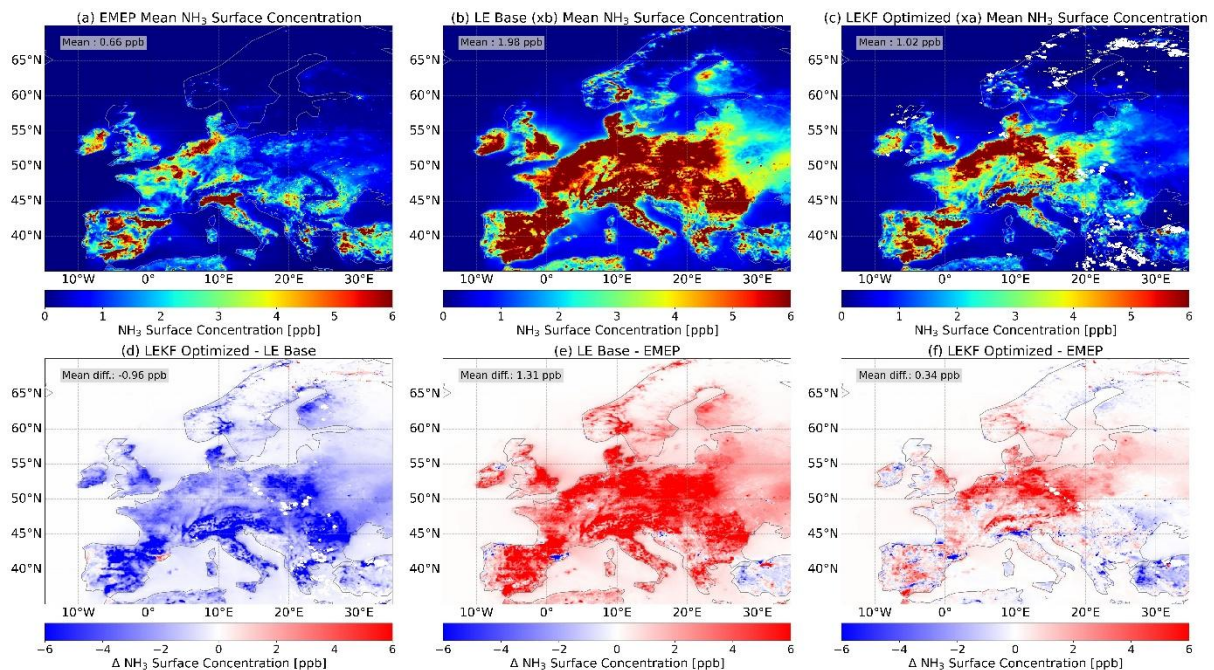 (a) EMEP Mean NH₃ Surface Concentration
Mean : 0.66 ppb
65°N
60°N
55°N
50°N
45°N
40°N
10°W 0° 10°E 20°E 30°E
0 1 2 3 4 5 6
NH₃ Surface Concentration [ppb]
(b) LE Base (xb) Mean NH₃ Surface Concentration
Mean : 1.98 ppb
65°N
60°N
55°N
50°N
45°N
40°N
10°W 0° 10°E 20°E 30°E
0 1 2 3 4 5 6
NH₃ Surface Concentration [ppb]
(c) LEKF Optimized (xa) Mean NH₃ Surface Concentration
Mean : 1.02 ppb
65°N
60°N
55°N
50°N
45°N
40°N
10°W 0° 10°E 20°E 30°E
0 1 2 3 4 5 6
NH₃ Surface Concentration [ppb]
(d) LEKF Optimized - LE Base
Mean diff.: -0.96 ppb
65°N
60°N
55°N
50°N
45°N
40°N
10°W 0° 10°E 20°E 30°E
−6 −4 −2 0 2 4 6
Δ NH₃ Surface Concentration [ppb]
(e) LE Base - EMEP
Mean diff.: 1.31 ppb
65°N
60°N
55°N
50°N
45°N
40°N
10°W 0° 10°E 20°E 30°E
−6 −4 −2 0 2 4 6
Δ NH₃ Surface Concentration [ppb]
(f) LEKF Optimized - EMEP
Mean diff.: 0.34 ppb
65°N
60°N
55°N
50°N
45°N
40°N
10°W 0° 10°E 20°E 30°E
−6 −4 −2 0 2 4 6
Δ NH₃ Surface Concentration [ppb]